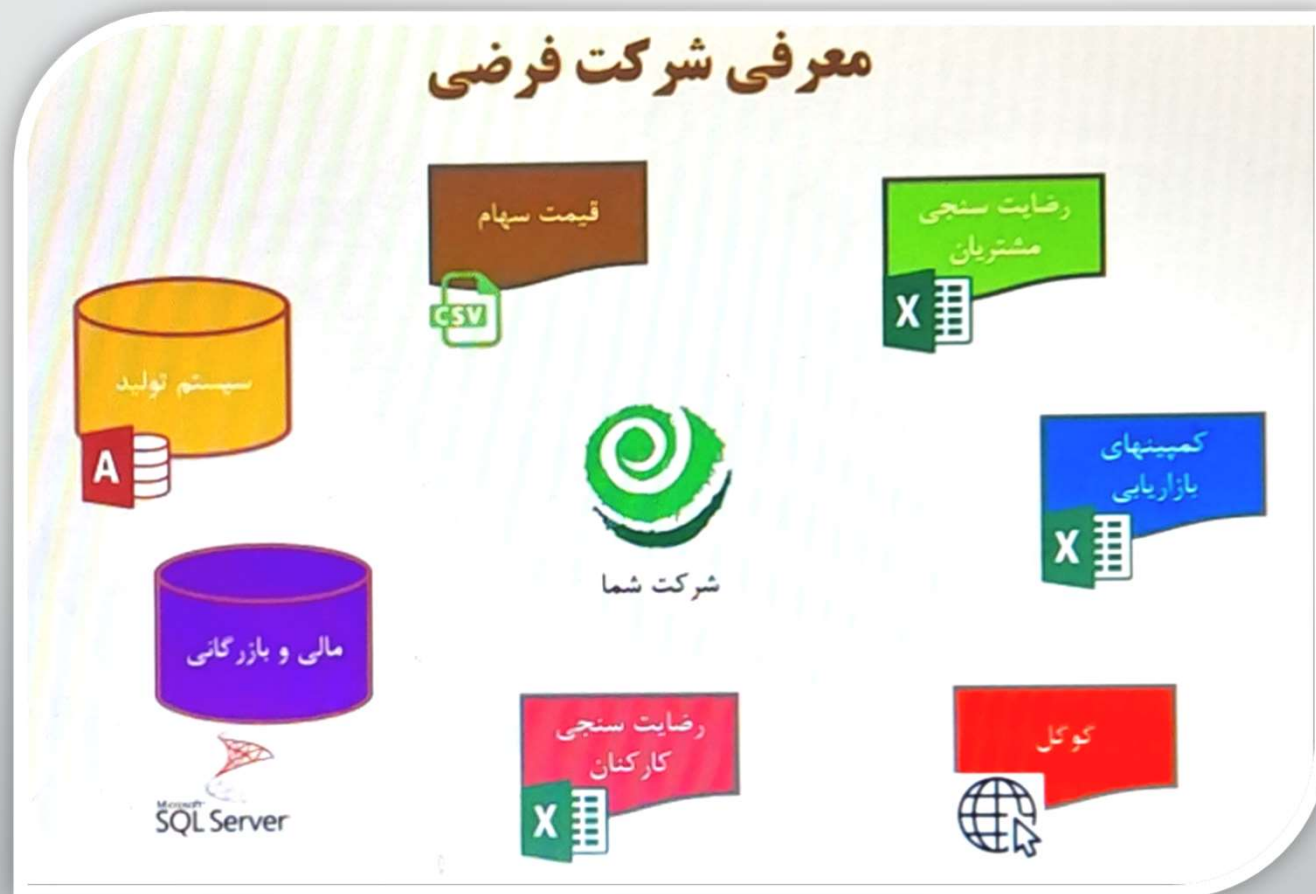 معرفی شرکت فرضی
قیمت سهام
CSV
رضایت سنجی
مشتریان
X
سیستم تولید
A
کمپینهای
بازاریابی
X
شرکت شما
مالی و بازرگانی
Microsoft
SQL Server
رضایت سنجی
کارکنان
X
گوگل